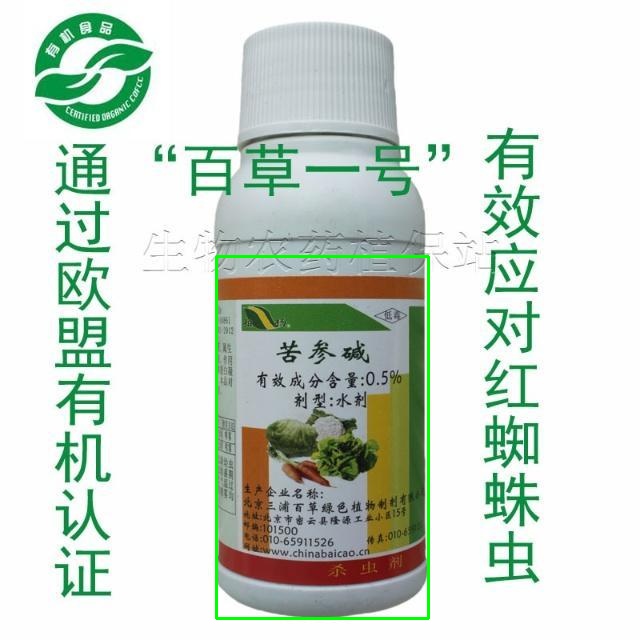 有机食品
CERTIFIED ORGANIC COFCC
“百草一号”
通过欧盟有机认证
有效应对红蜘蛛虫
生物农药植保站
低毒
苦参碱
有效成分含量:0.5%
剂型:水剂
生产企业名称:
北京三浦百草绿色植物制剂有限
地址:北京市密云县隆源工业小区15号
邮编:101500
电话:010-65911526
传真:010-659
网址:www.chinabaicao.cn
杀虫剂